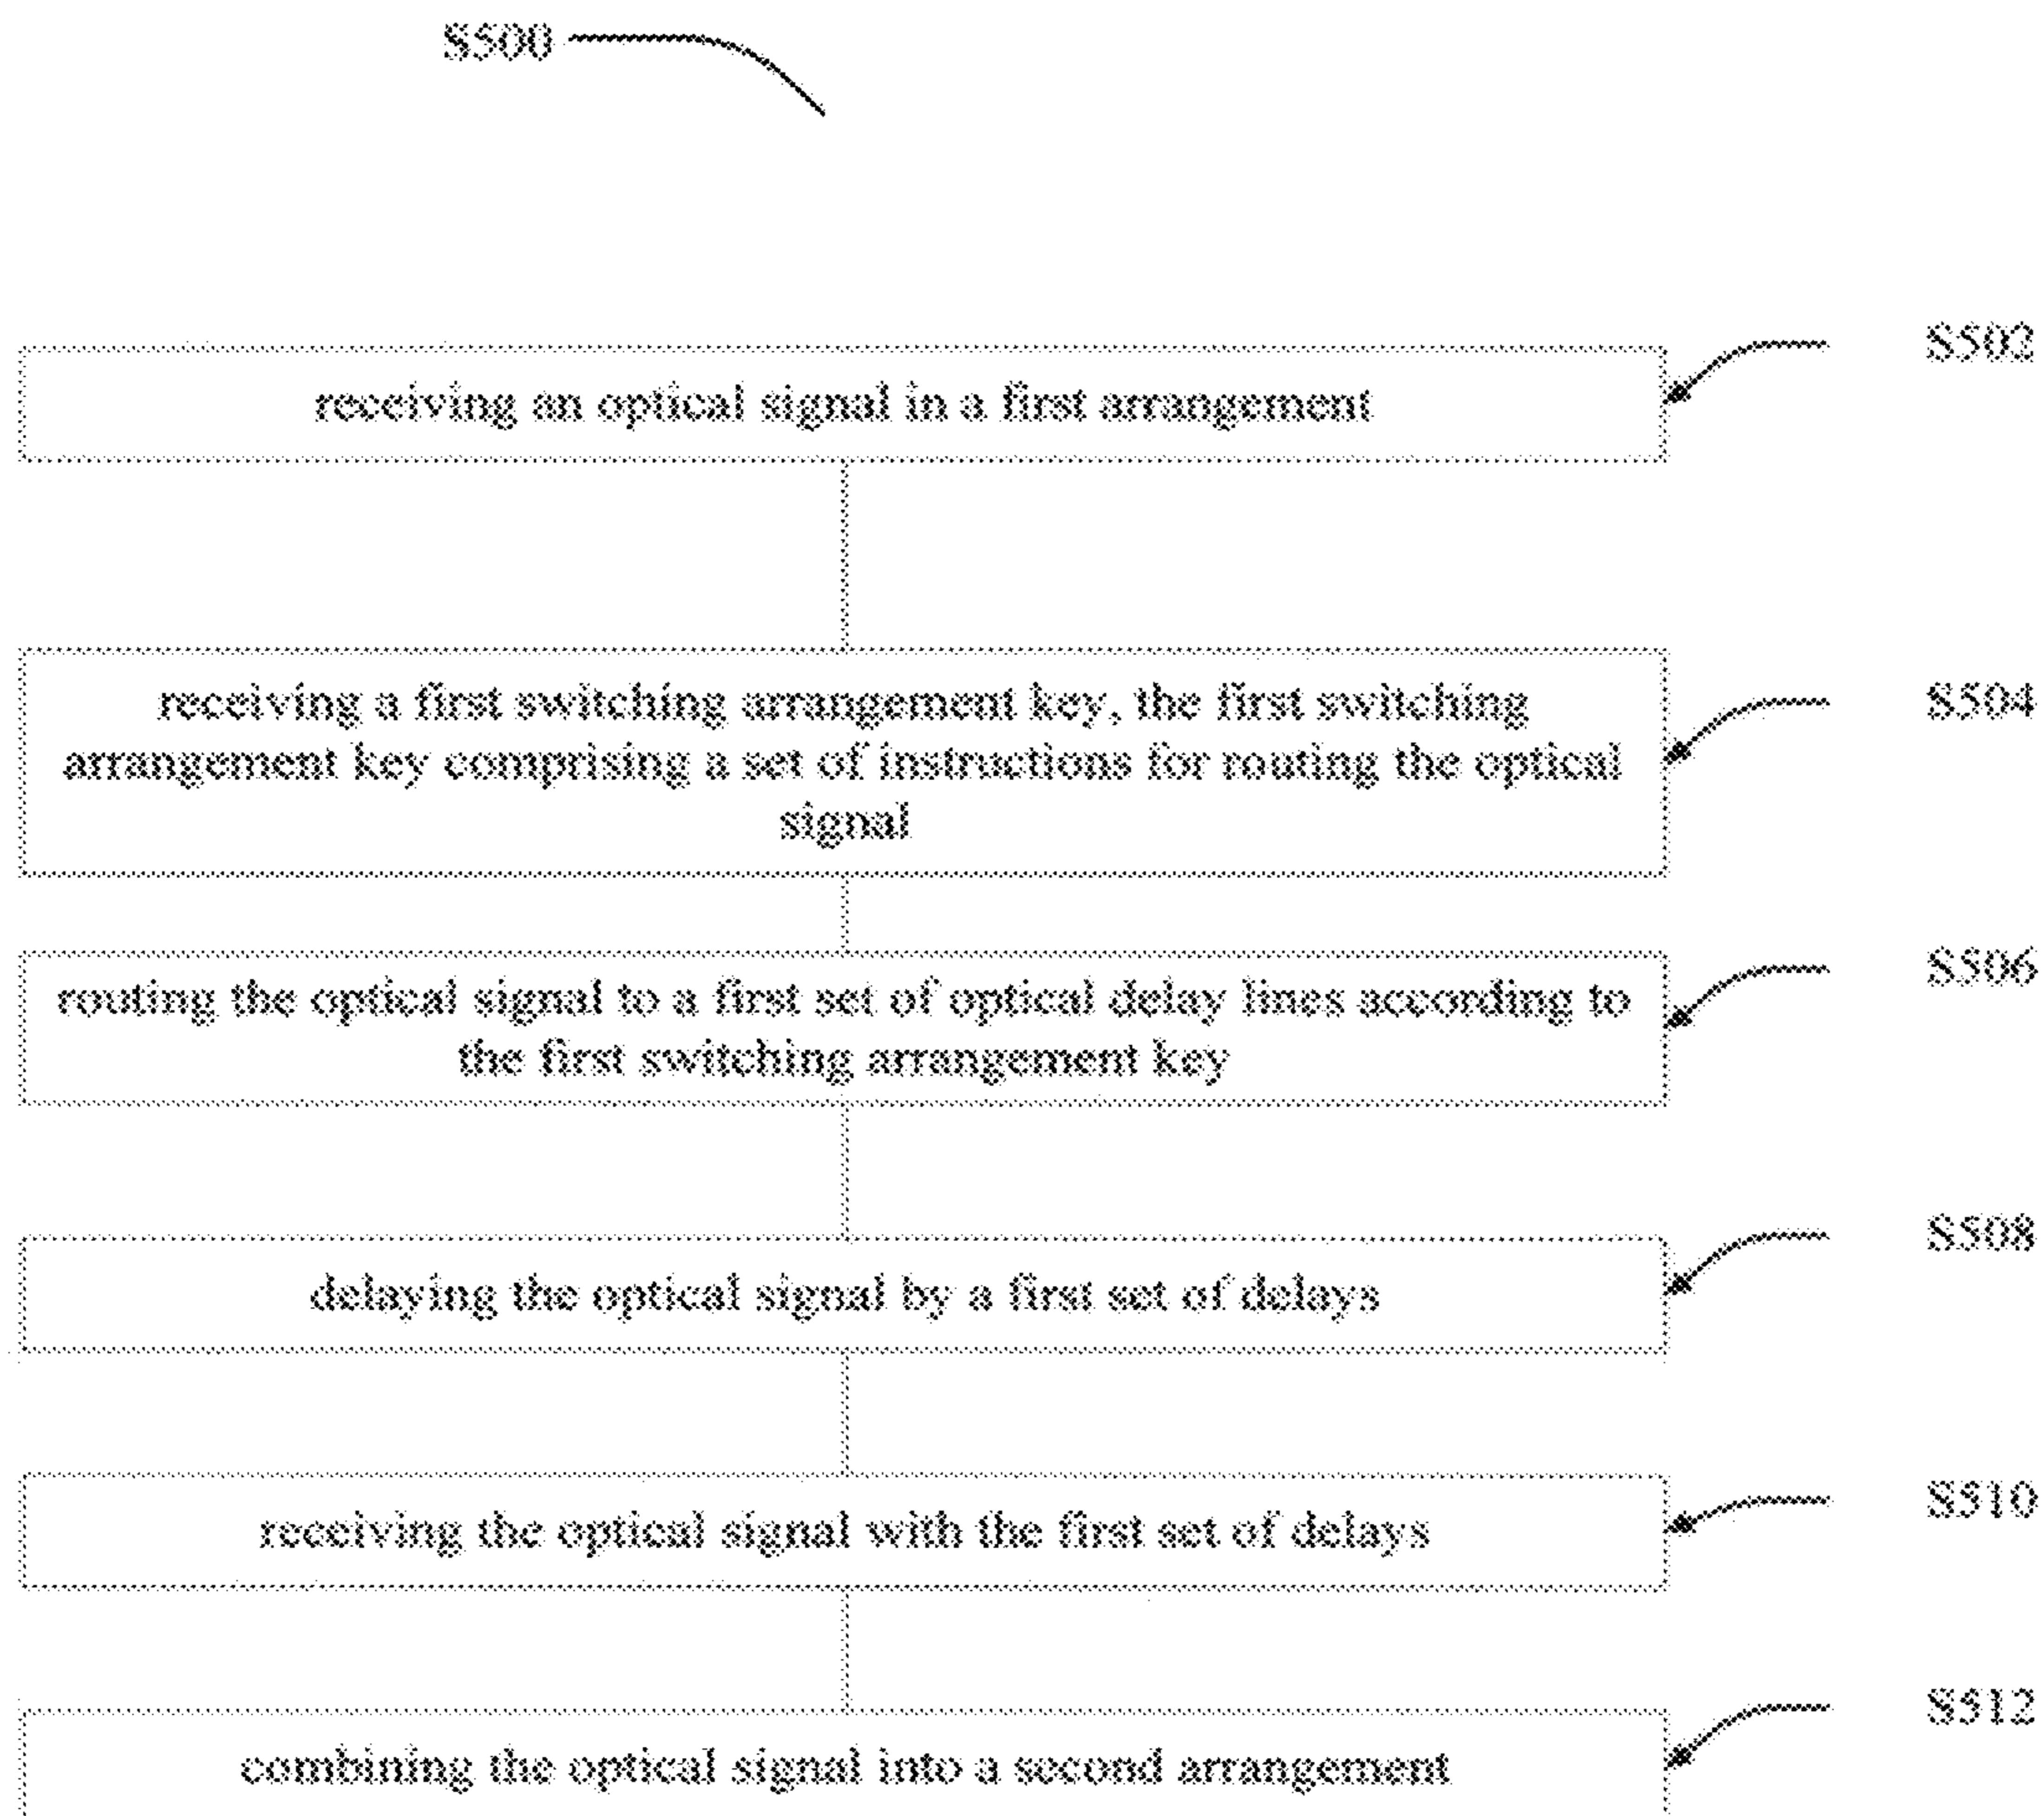 S500
S502
receiving an optical signal in a first arrangement
S504
receiving a first switching arrangement key, the first switching
arrangement key comprising a set of instructions for routing the optical
signal
S506
routing the optical signal to a first set of optical delay lines according to
the first switching arrangement key
S508
delaying the optical signal by a first set of delays
S510
receiving the optical signal with the first set of delays
S512
combining the optical signal into a second arrangement